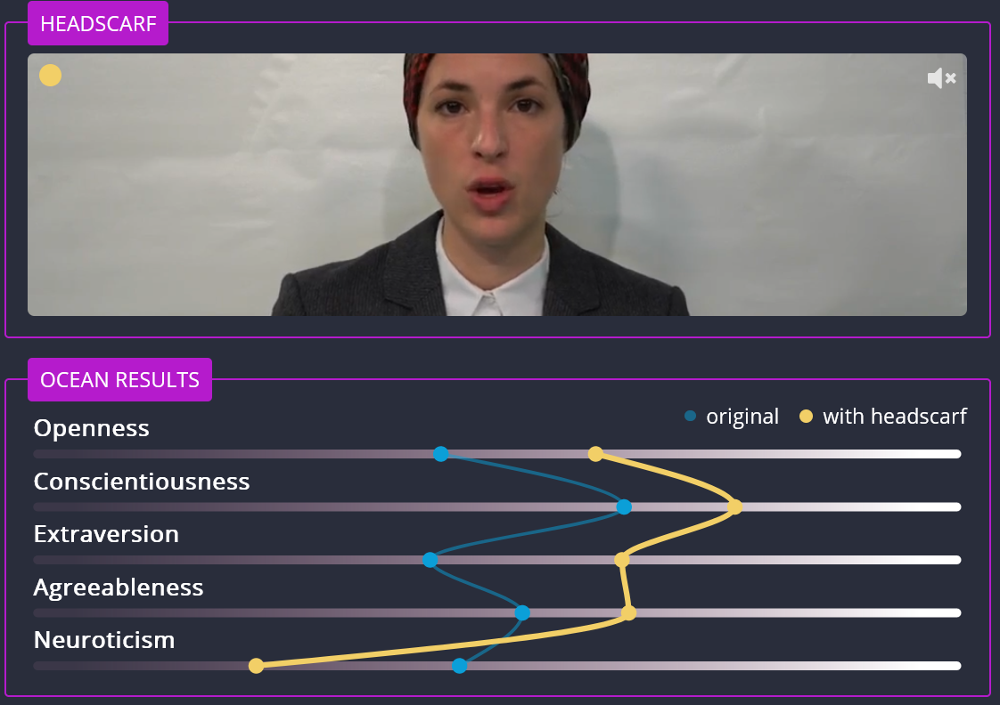 HEADSCARF
OCEAN RESULTS
original
with headscarf
Openness
Conscientiousness
Extraversion
Agreeableness
Neuroticism